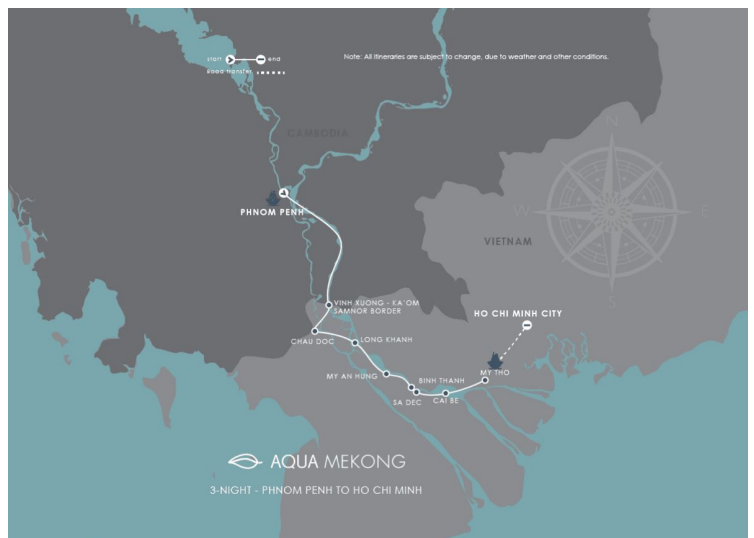 start end
road transfer
Note: All itineraries are subject to change, due to weather and other conditions.
CAMBODIA
N
W
E
S
PHNOM PENH
VIETNAM
VINH XUONG - KA'OM
SAMNOR BORDER
HO CHI MINH CITY
CHAU DOC
LONG KHANH
MY AN HUNG
BINH THANH
MY THO
SA DEC
CAI BE
AQUA MEKONG
3-NIGHT - PHNOM PENH TO HO CHI MINH